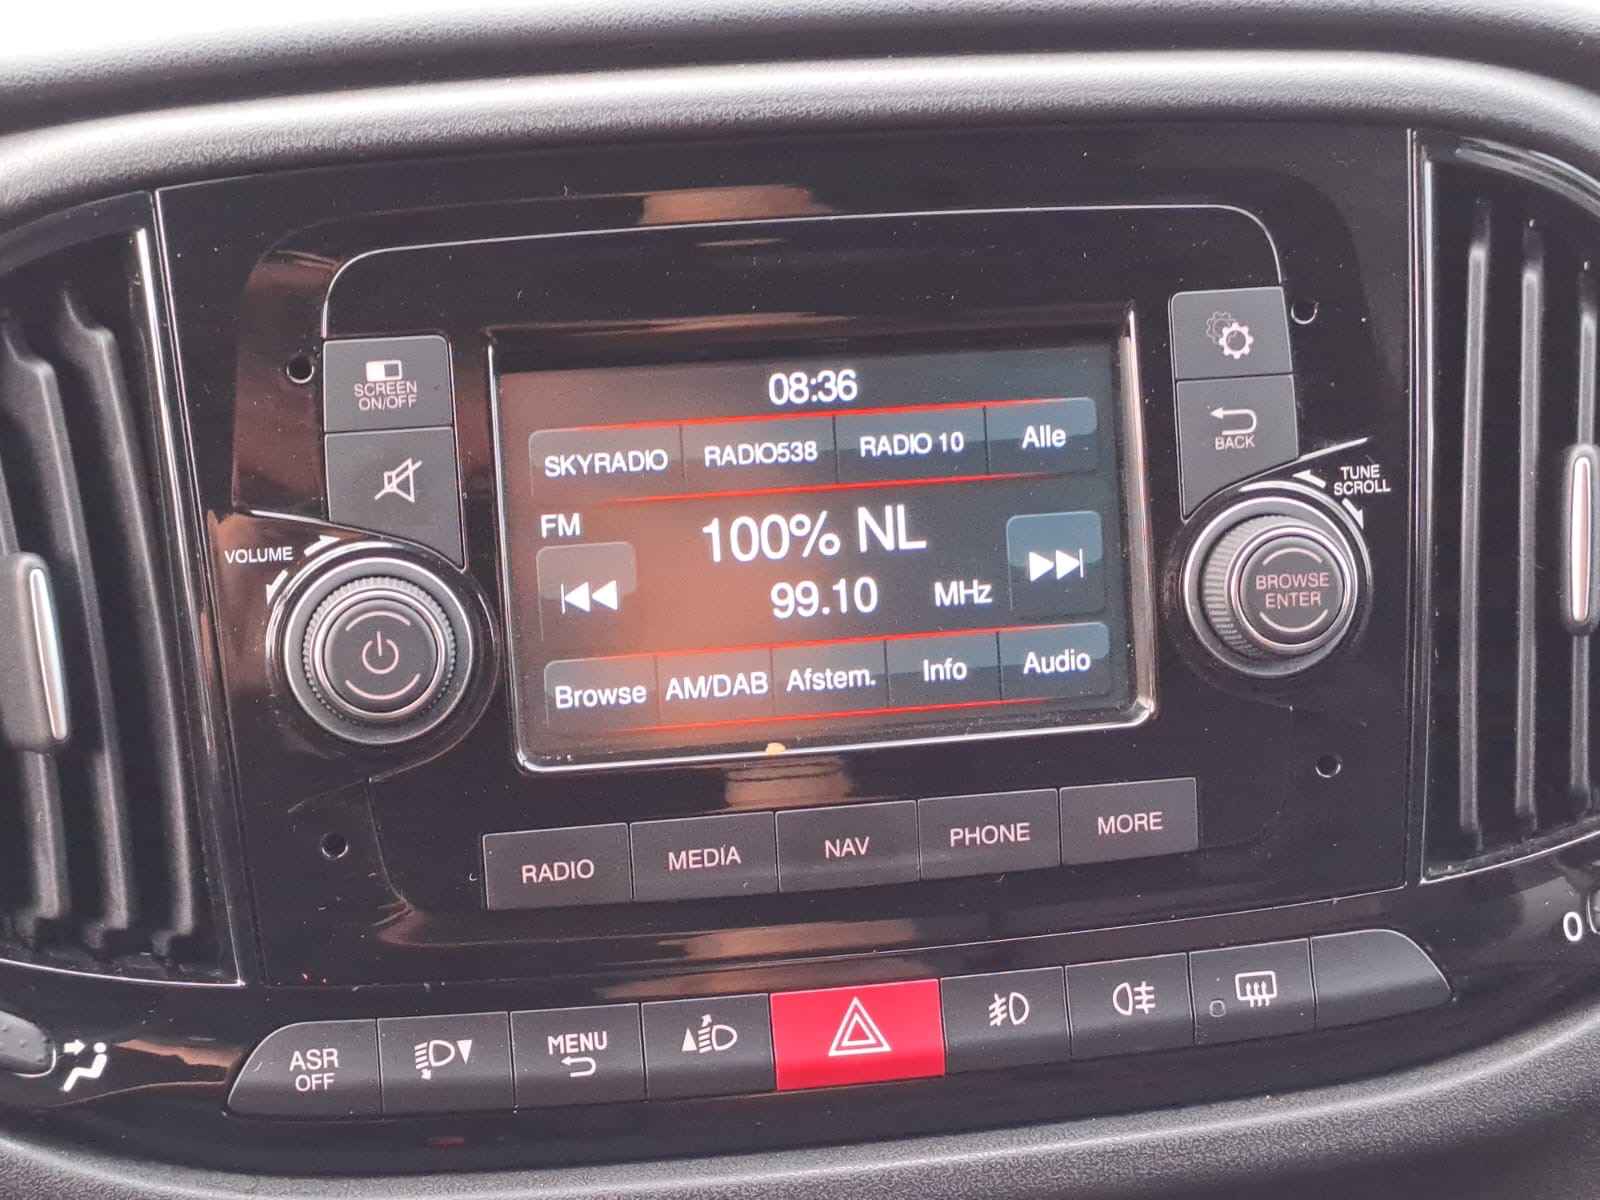 SCREEN
ON/OFF
08:36
SKYRADIO
RADIO538
RADIO 10
Alle
FM
100% NL
99.10 MHz
Browse
AM/DAB
Afstem.
Info
Audio
BACK
TUNE
SCROLL
VOLUME
BROWSE
ENTER
RADIO
MEDIA
NAV
PHONE
MORE
0
ASR
OFF
MENU